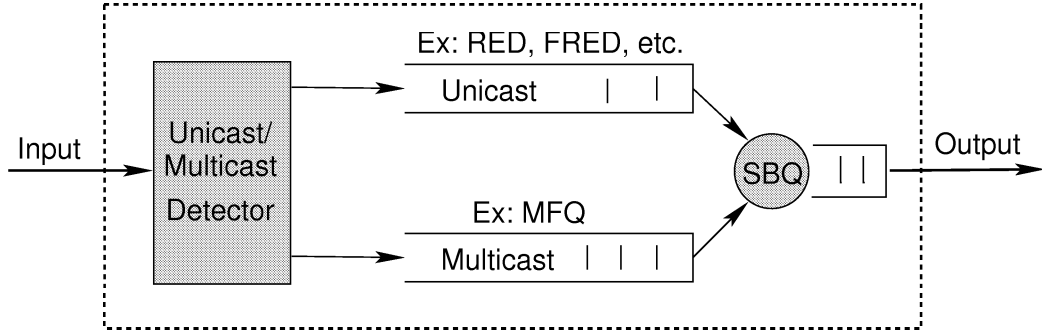 Ex: RED, FRED, etc.
Unicast
Input
Unicast/
Multicast
Detector
SBQ
Output
Ex: MFQ
Multicast